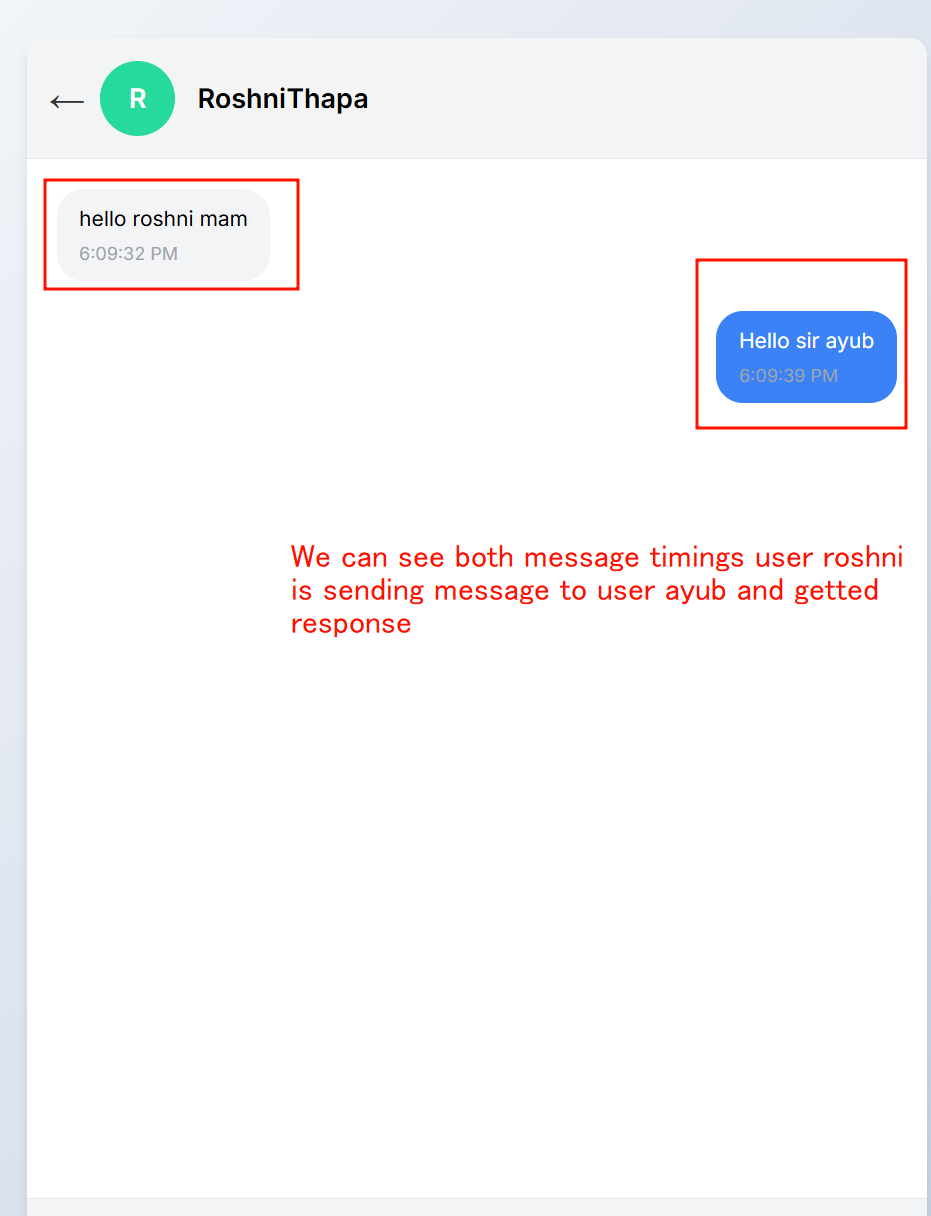 ←
R
RoshniThapa
hello roshni mam
6:09:32 PM
Hello sir ayub
6:09:39 PM
We can see both message timings user roshni
is sending message to user ayub and getted
response